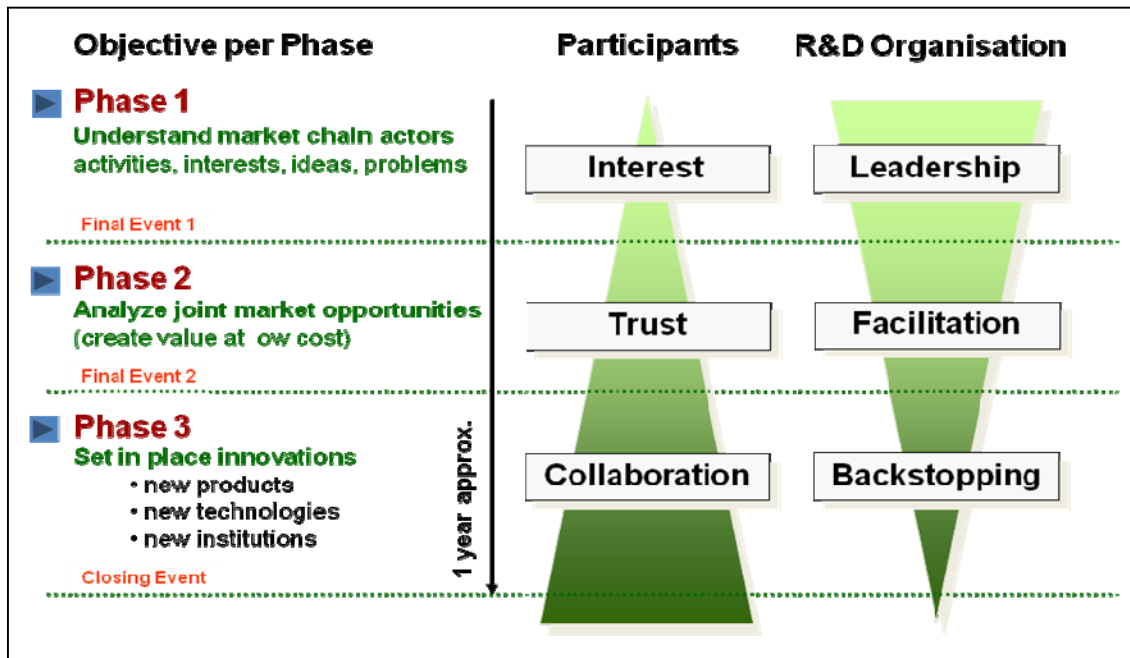 Objective per Phase
Participants
R&D Organisation
Phase 1
Understand market chain actors
activities, interests, ideas, problems
Interest
Leadership
Final Event 1
Phase 2
Analyze joint market opportunities
(create value at ow cost)
Trust
Facilitation
Final Event 2
Phase 3
Set in place innovations
• new products
• new technologies
• new institutions
Collaboration
Backstopping
1 year approx.
Closing Event